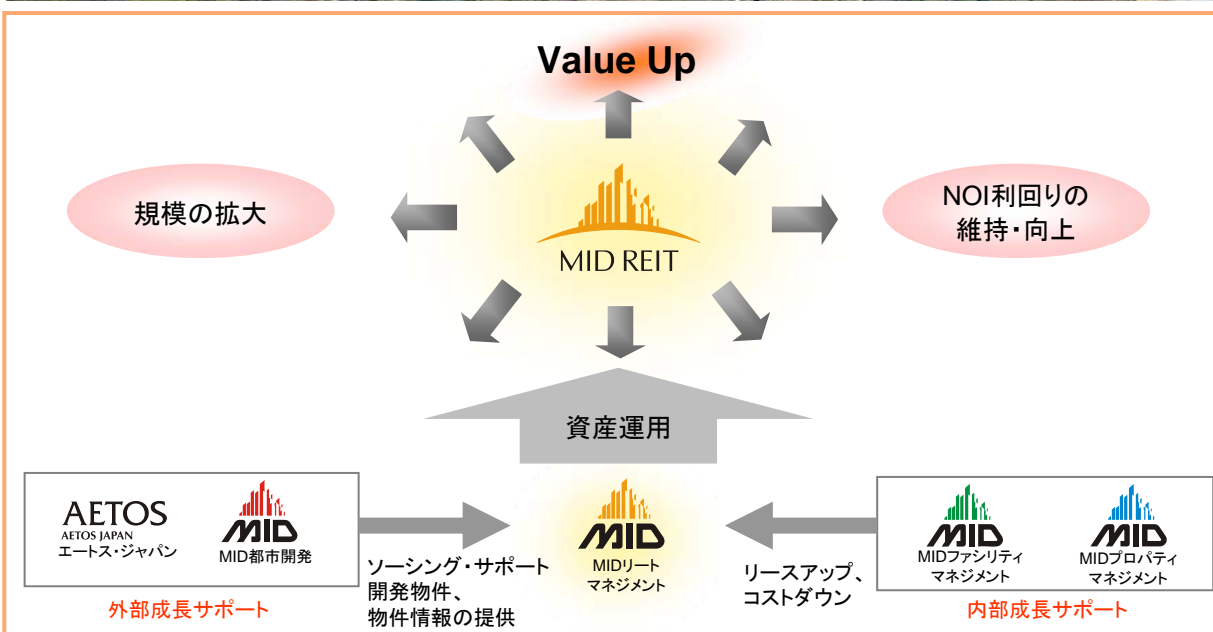 Value Up
規模の拡大
MID REIT
NOI利回りの
維持・向上
資産運用
AETOS
AETOS JAPAN
エートス・ジャパン
MID
MID都市開発
外部成長サポート
ソーシング・サポート
開発物件、
物件情報の提供
MID
MIDリート
マネジメント
リースアップ、
コストダウン
MID
MIDファシリティ
マネジメント
MID
MIDプロパティ
マネジメント
内部成長サポート